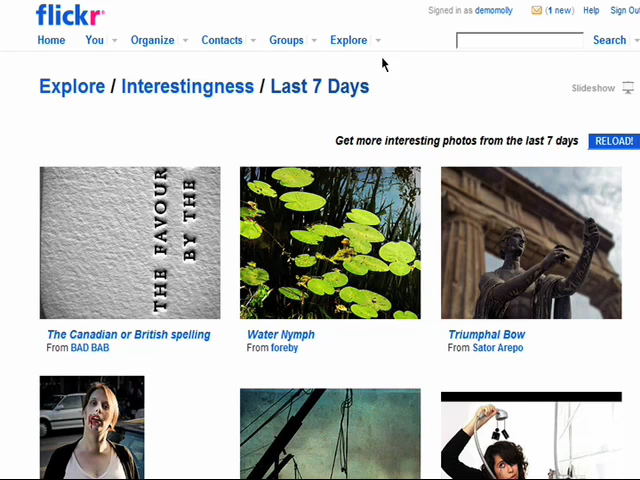 flickr
Signed in as demomolly (1 new) Help Sign Out
Home You Organize Contacts Groups Explore Search
Explore / Interestingness / Last 7 Days
Slideshow
Get more interesting photos from the last 7 days RELOAD!
THE FAVOUR
BY THE
The Canadian or British spelling
From BAD BAB
Water Nymph
From foreby
Triumphal Bow
From Sator Arepo